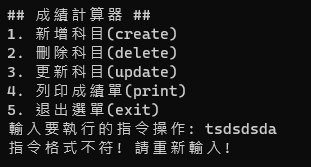 ## 成績計算器 ##
1. 新增科目(create)
2. 刪除科目(delete)
3. 更新科目(update)
4. 列印成績單(print)
5. 退出選單(exit)
輸入要執行的指令操作: tsdsdsda
指令格式不符! 請重新輸入!